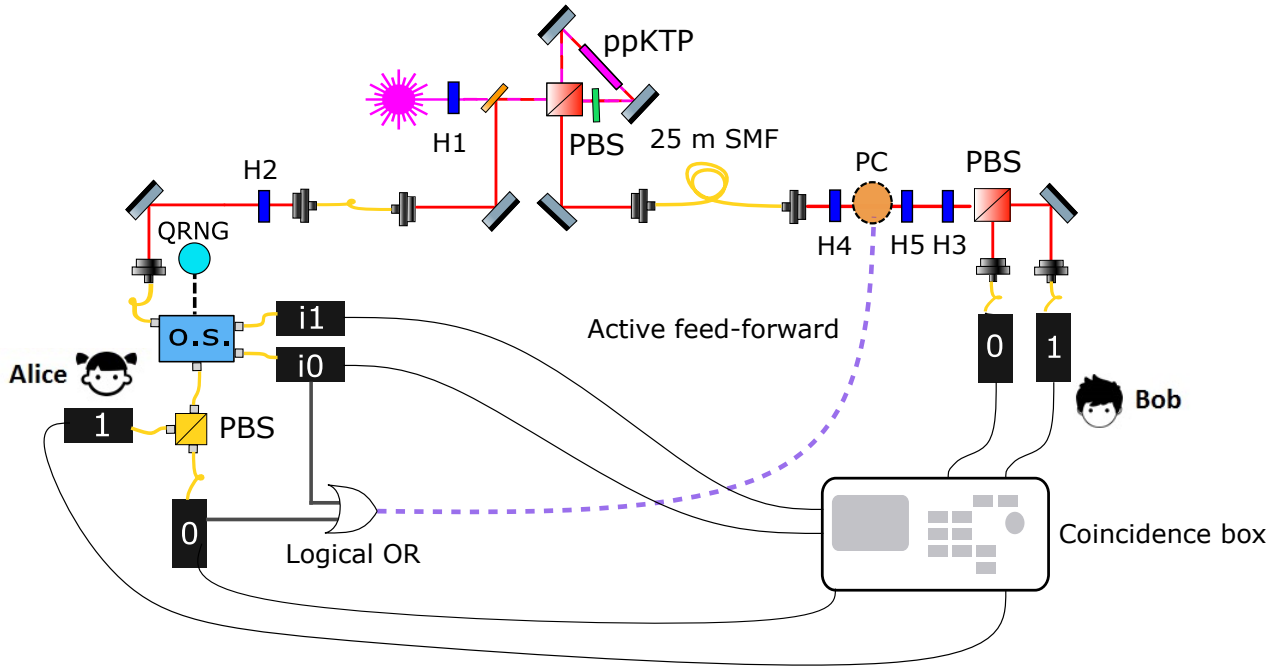 ppKTP
H1
PBS
25 m SMF
PC
PBS
H2
QRNG
H4
H5
H3
o.s.
i1
i0
Active feed-forward
0
1
Alice
Bob
1
PBS
0
Logical OR
Coincidence box